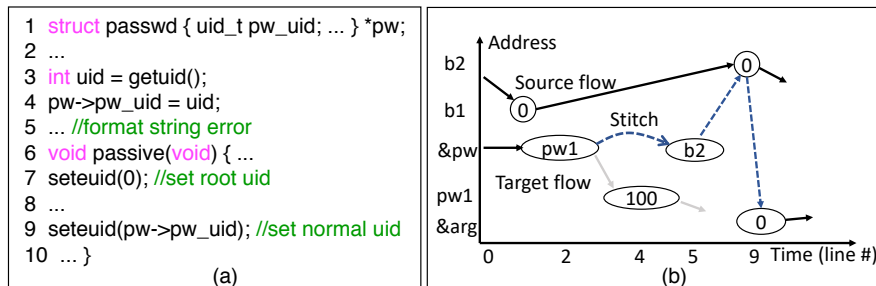 1 struct passwd { uid_t pw_uid; ... } *pw;
2 ...
3 int uid = getuid();
4 pw->pw_uid = uid;
5 ... //format string error
6 void passive(void) { ...
7 seteuid(0); //set root uid
8 ...
9 seteuid(pw->pw_uid); //set normal uid
10 ... }
(a)
Address
b2
0
Source flow
b1
0
Stitch
&pw
pw1
b2
Target flow
pw1
100
&arg
0
0 2 4 5 9 Time (line #)
(b)